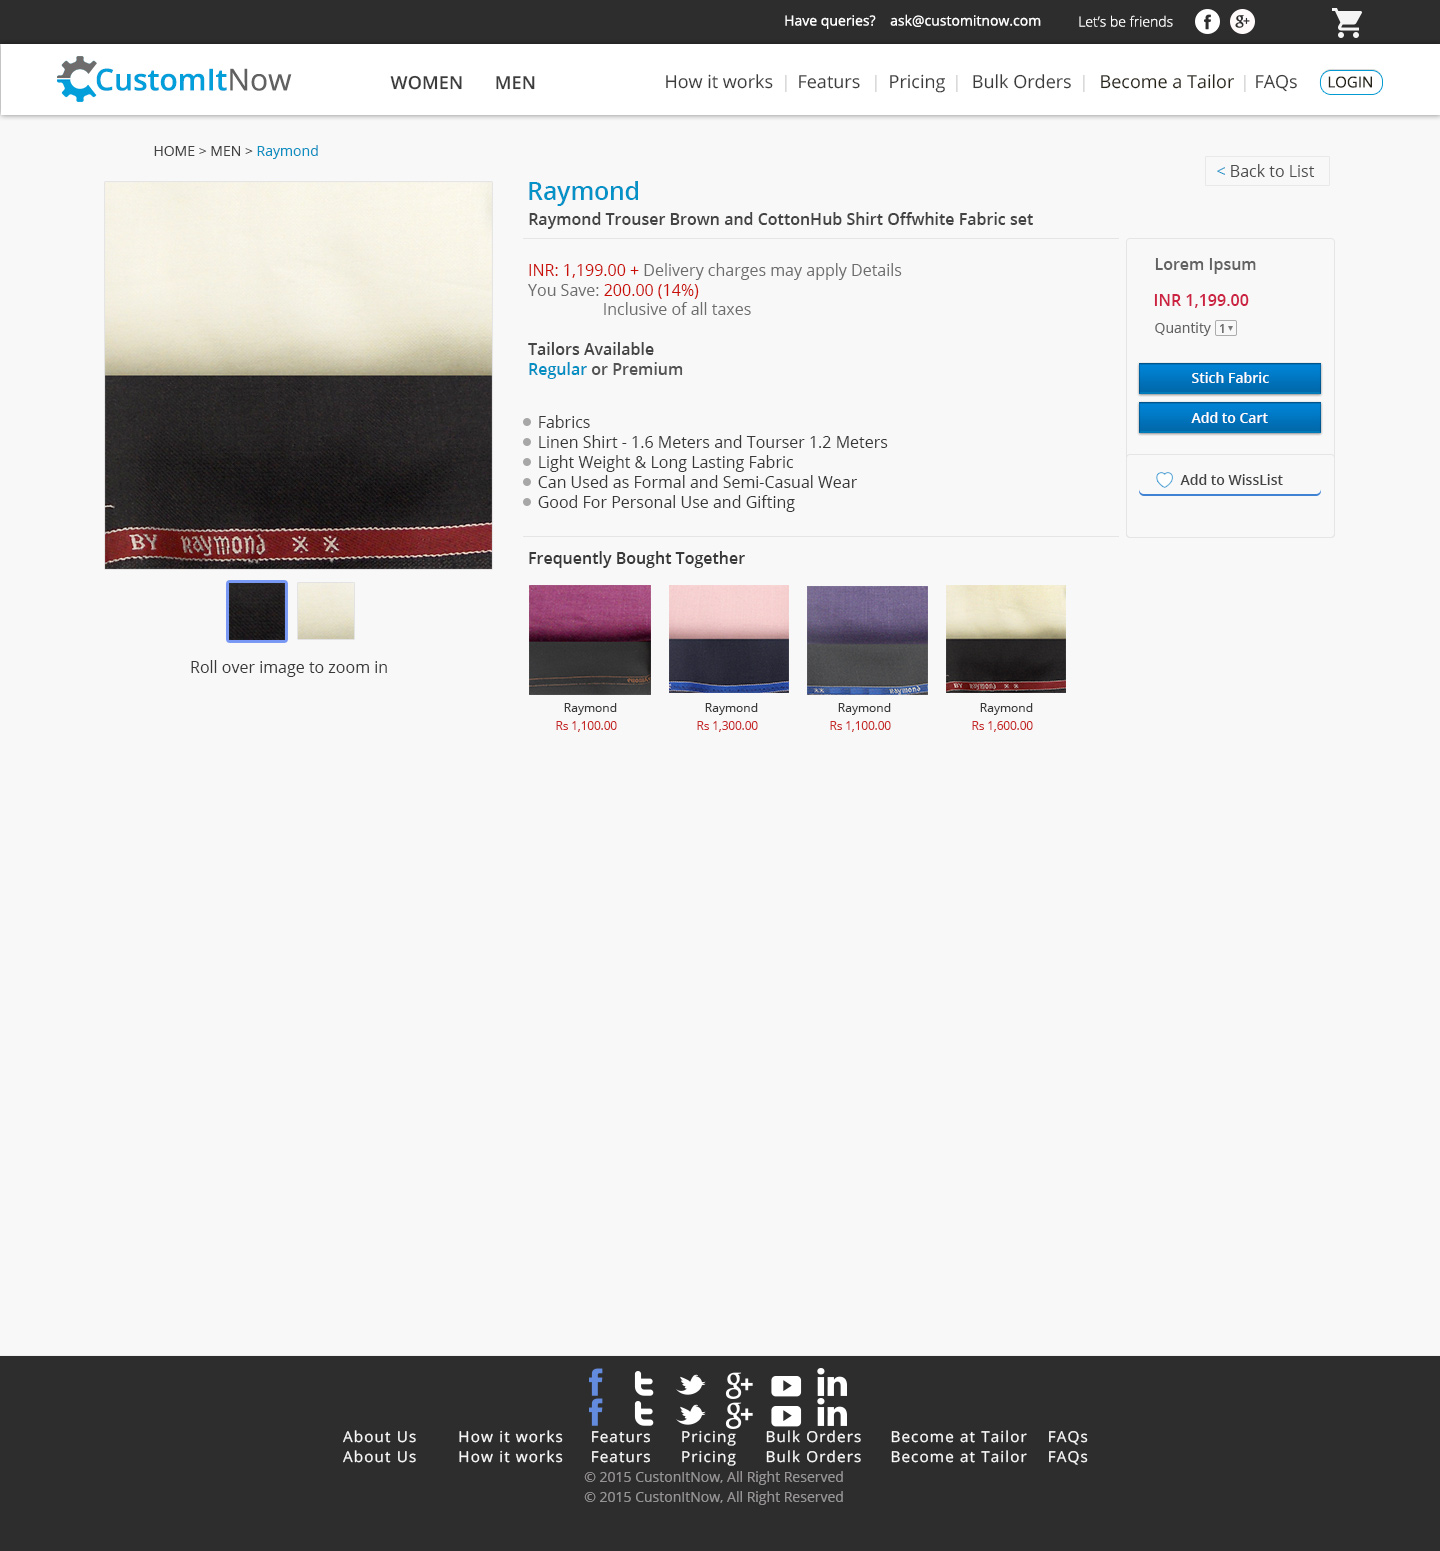 Have queries? ask@customitnow.com Let's be friends
CustomItNow WOMEN MEN How it works | Featurs | Pricing | Bulk Orders | Become a Tailor | FAQs LOGIN
HOME > MEN > Raymond
< Back to List
Raymond
Raymond Trouser Brown and CottonHub Shirt Offwhite Fabric set
INR: 1,199.00 + Delivery charges may apply Details
You Save: 200.00 (14%)
Inclusive of all taxes
Tailors Available
Regular or Premium
Fabrics
Linen Shirt - 1.6 Meters and Tourser 1.2 Meters
Light Weight & Long Lasting Fabric
Can Used as Formal and Semi-Casual Wear
Good For Personal Use and Gifting
Lorem Ipsum
INR 1,199.00
Quantity 1
Stich Fabric
Add to Cart
Add to WissList
BY Raymond
Roll over image to zoom in
Frequently Bought Together
Raymond
BY Raymond
Raymond Raymond Raymond Raymond
Rs 1,100.00 Rs 1,300.00 Rs 1,100.00 Rs 1,600.00
About Us How it works Featurs Pricing Bulk Orders Become at Tailor FAQs
About Us How it works Featurs Pricing Bulk Orders Become at Tailor FAQs
© 2015 CustonItNow, All Right Reserved
© 2015 CustonItNow, All Right Reserved